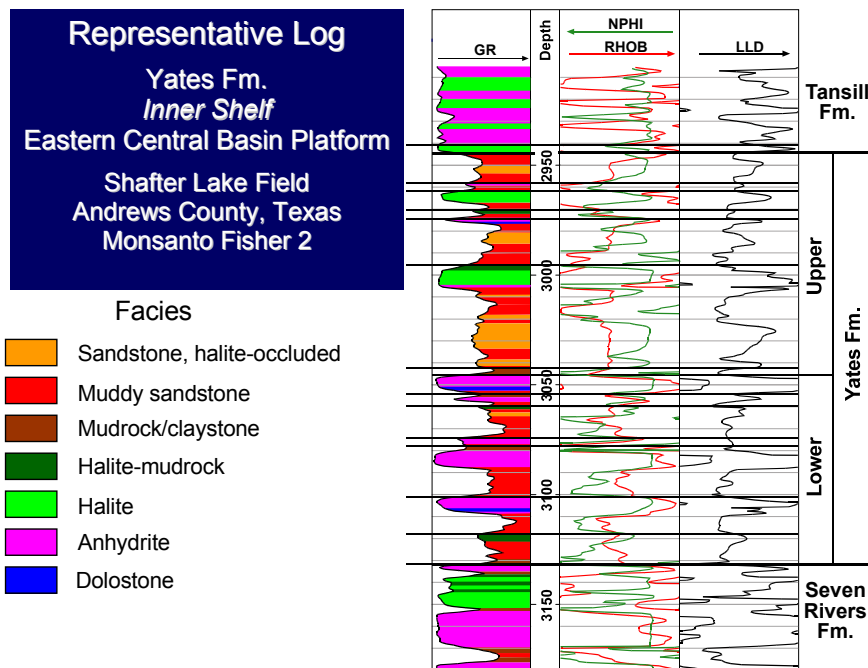 Representative Log
Yates Fm.
Inner Shelf
Eastern Central Basin Platform
Shafter Lake Field
Andrews County, Texas
Monsanto Fisher 2
Facies
Sandstone, halite-occluded
Muddy sandstone
Mudrock/claystone
Halite-mudrock
Halite
Anhydrite
Dolostone
GR
Depth
NPHI
RHOB
LLD
2950
3000
3050
3100
3150
Tansill
Fm.
Upper
Lower
Yates Fm.
Seven
Rivers
Fm.